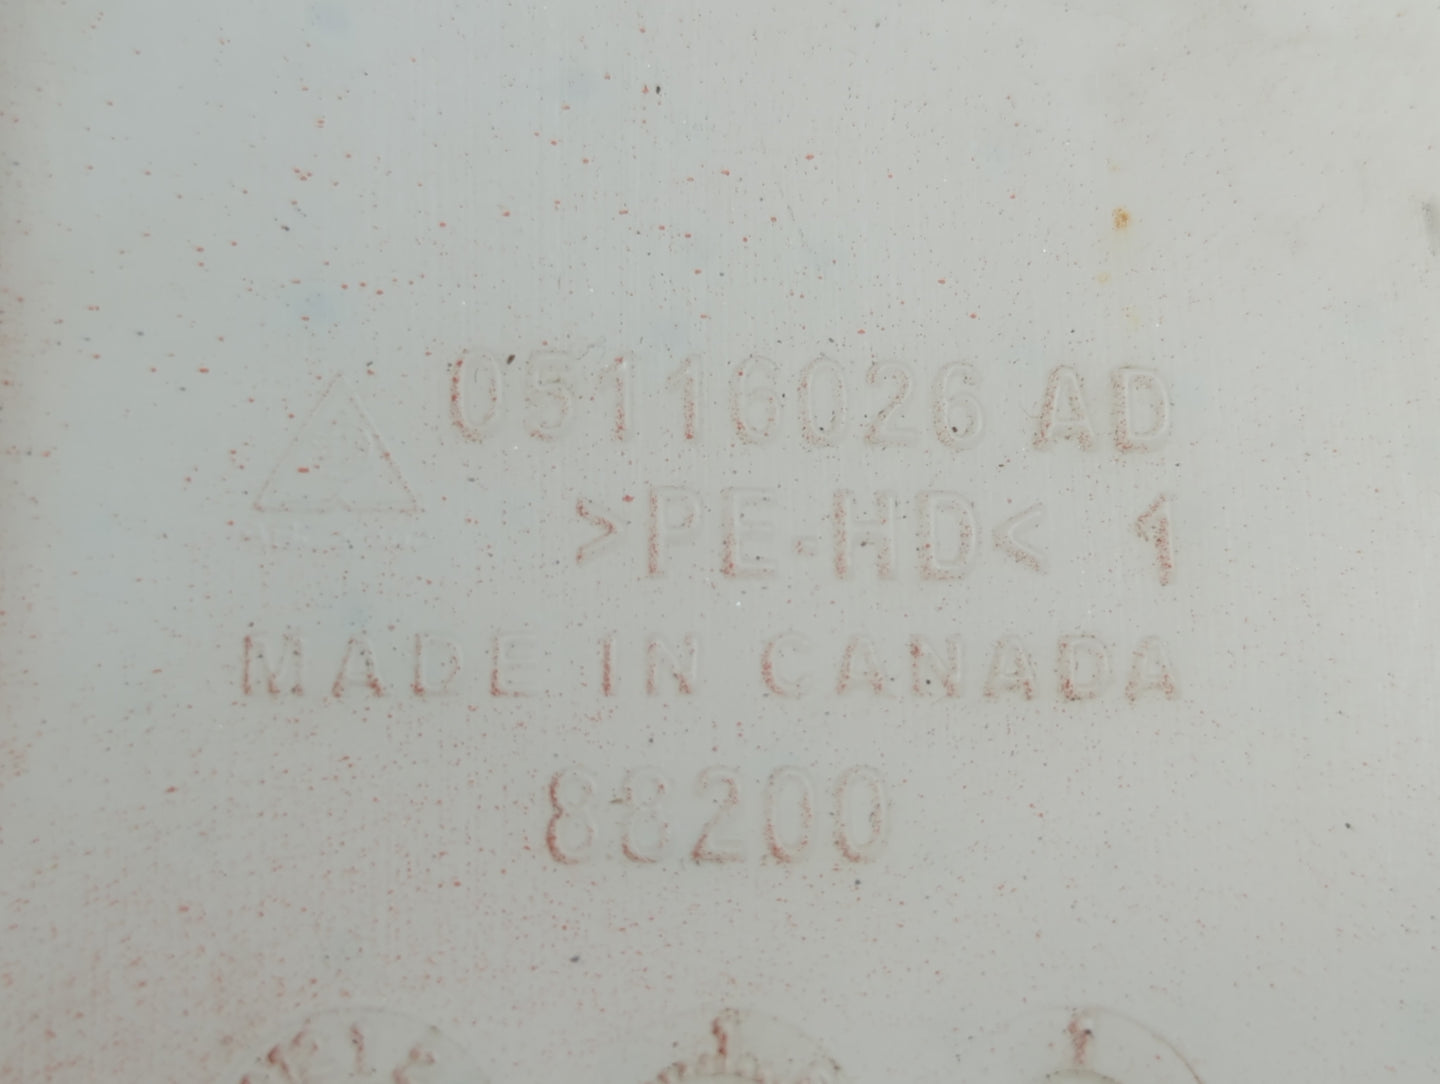 05116026 AD
>PE-HD< 1
MADE IN CANADA
88200